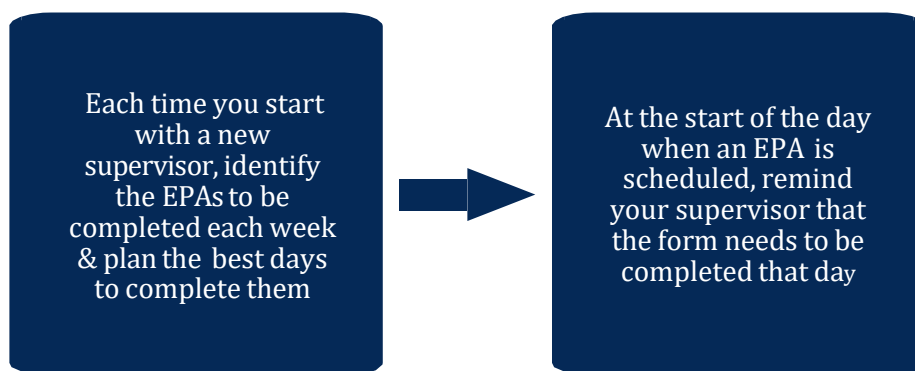 Each time you start
with a new
supervisor, identify
the EPAs to be
completed each week
& plan the best days
to complete them
At the start of the day
when an EPA is
scheduled, remind
your supervisor that
the form needs to be
completed that day